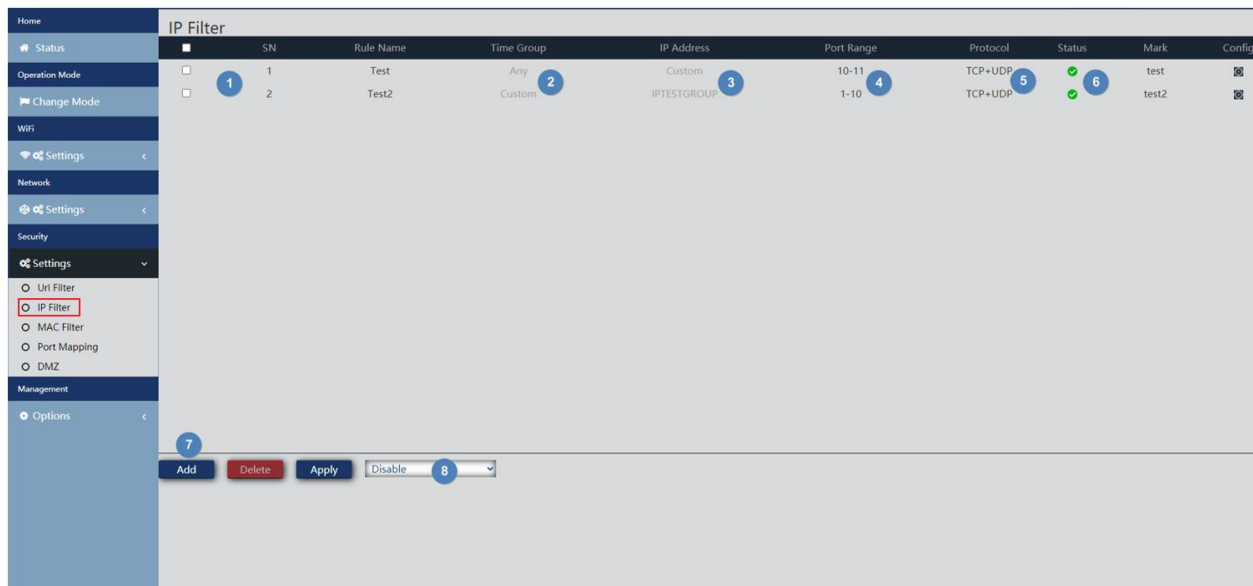 Home
Status
Operation Mode
Change Mode
WiFi
Settings
Network
Settings
Security
Settings
Url Filter
IP Filter
MAC Filter
Port Mapping
DMZ
Management
Options
IP Filter
SN Rule Name Time Group IP Address Port Range Protocol Status Mark Config
1 Test Any Custom 10-11 TCP+UDP test
1 2 3 4 5 6
2 Test2 Custom IPTESTGROUP 1-10 TCP+UDP test2
7
Add Delete Apply Disable 8